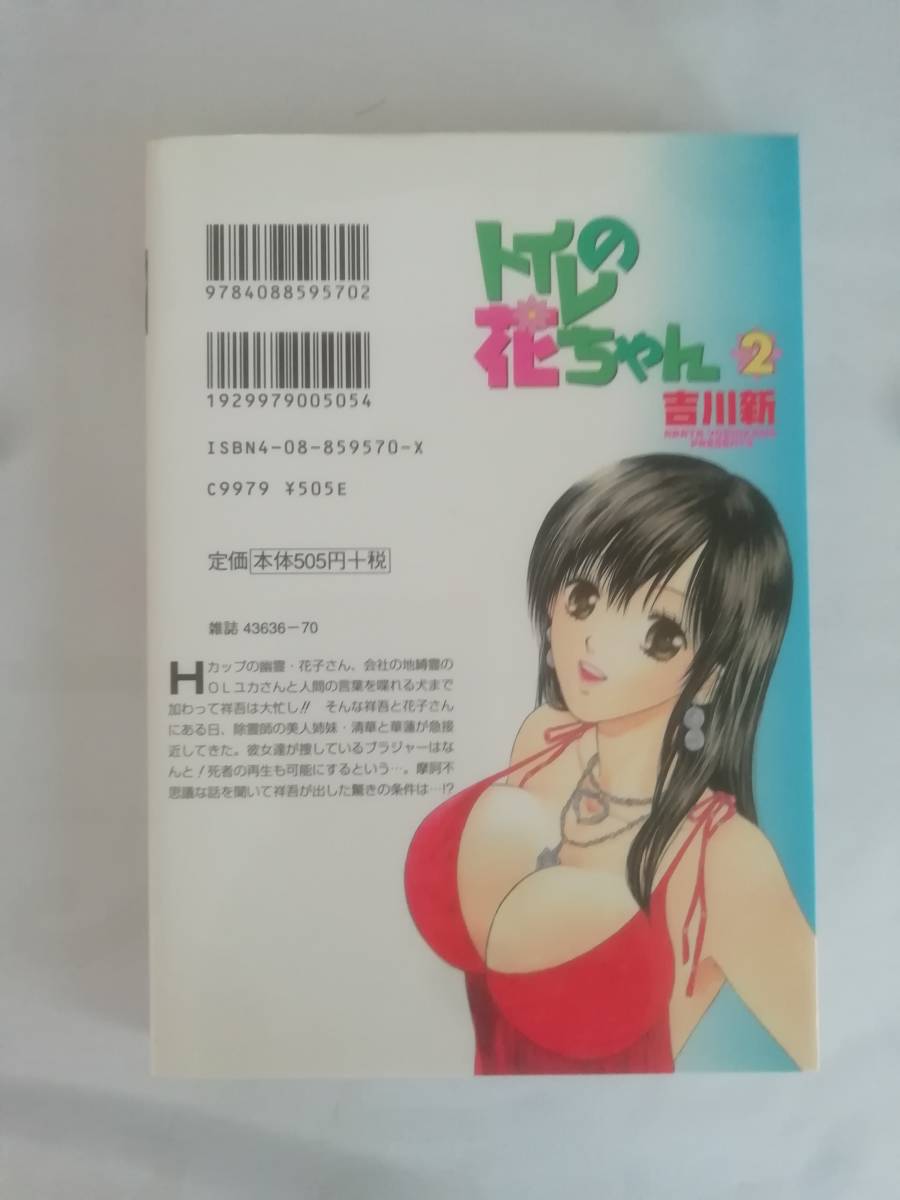 9784088595702
1929979005054
ISBN4-08-859570-X
C9979 ¥505E
定価 本体505円+税
雑誌 43636-70
Hカップの幽霊・花子さん、会社の地縛霊の
OLユカさんと人間の言葉を喋れる犬まで
加わって祥吾は大忙し!! そんな祥吾と花子さん
にある日、除霊師の美人姉妹・清華と華蓮が急接
近してきた。彼女達が捜しているブラジャーはな
んと!死者の再生も可能にするという…。摩訶不
思議な話を聞いて祥吾が出した驚きの条件は…!?
トイレの
花ちゃん 2
吉川新
ARATA YOSHIKAWA
PRESENTS